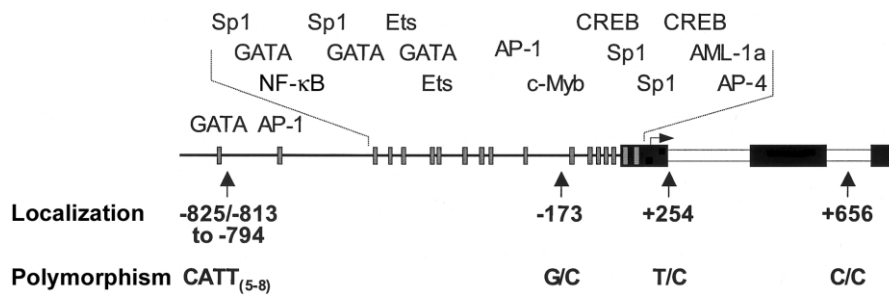 Sp1 Sp1 Ets CREB CREB
GATA GATA GATA AP-1 Sp1 AML-1a
NF-κB Ets c-Myb Sp1 AP-4
GATA AP-1
Localization -825/-813 -173 +254 +656
to -794
Polymorphism CATT(5-8) G/C T/C C/C